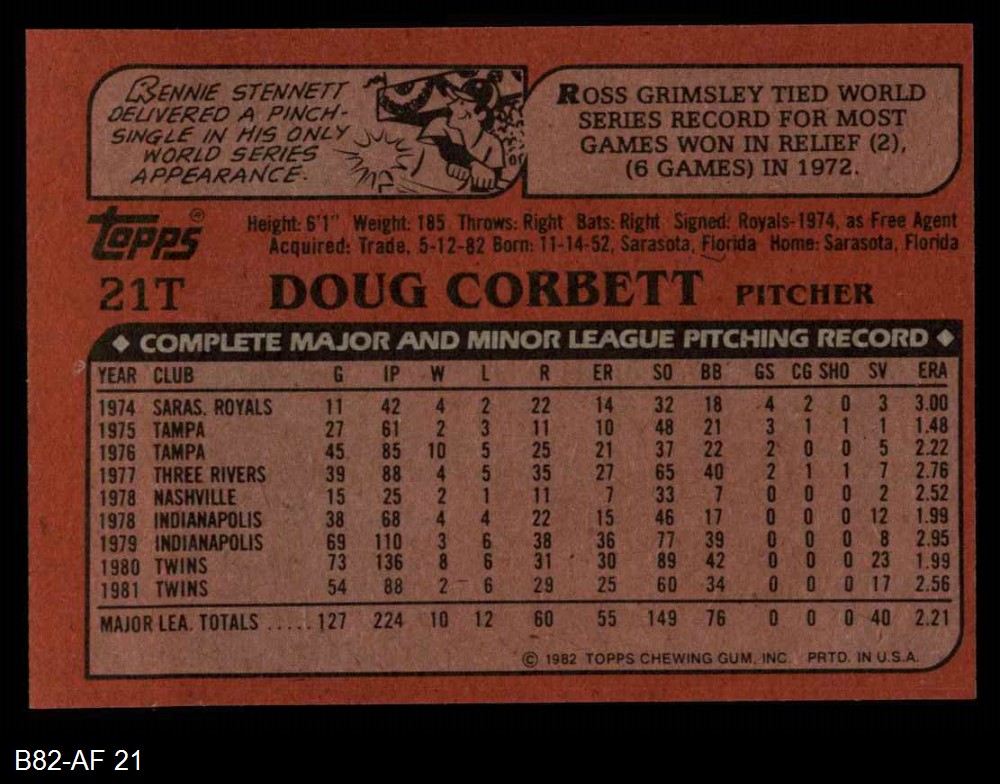 RENNIE STENNETT
DELIVERED A PINCH-
SINGLE IN HIS ONLY
WORLD SERIES
APPEARANCE.
ROSS GRIMSLEY TIED WORLD
SERIES RECORD FOR MOST
GAMES WON IN RELIEF (2),
(6 GAMES) IN 1972.
topps®
Height: 6'1" Weight: 185 Throws: Right Bats: Right Signed: Royals-1974, as Free Agent
Acquired: Trade, 5-12-82 Born: 11-14-52, Sarasota, Florida Home: Sarasota, Florida
21T DOUG CORBETT PITCHER
◆ COMPLETE MAJOR AND MINOR LEAGUE PITCHING RECORD ◆
YEAR CLUB G IP W L R ER SO BB GS CG SHO SV ERA
1974 SARAS. ROYALS 11 42 4 2 22 14 32 18 4 2 0 3 3.00
1975 TAMPA 27 61 2 3 11 10 48 21 3 1 1 1 1.48
1976 TAMPA 45 85 10 5 25 21 37 22 2 0 0 5 2.22
1977 THREE RIVERS 39 88 4 5 35 27 65 40 2 1 1 7 2.76
1978 NASHVILLE 15 25 2 1 11 7 33 7 0 0 0 2 2.52
1978 INDIANAPOLIS 38 68 4 4 22 15 46 17 0 0 0 12 1.99
1979 INDIANAPOLIS 69 110 3 6 38 36 77 39 0 0 0 8 2.95
1980 TWINS 73 136 8 6 31 30 89 42 0 0 0 23 1.99
1981 TWINS 54 88 2 6 29 25 60 34 0 0 0 17 2.56
MAJOR LEA. TOTALS ..... 127 224 10 12 60 55 149 76 0 0 0 40 2.21
© 1982 TOPPS CHEWING GUM, INC. PRTD. IN U.S.A.
B82-AF 21